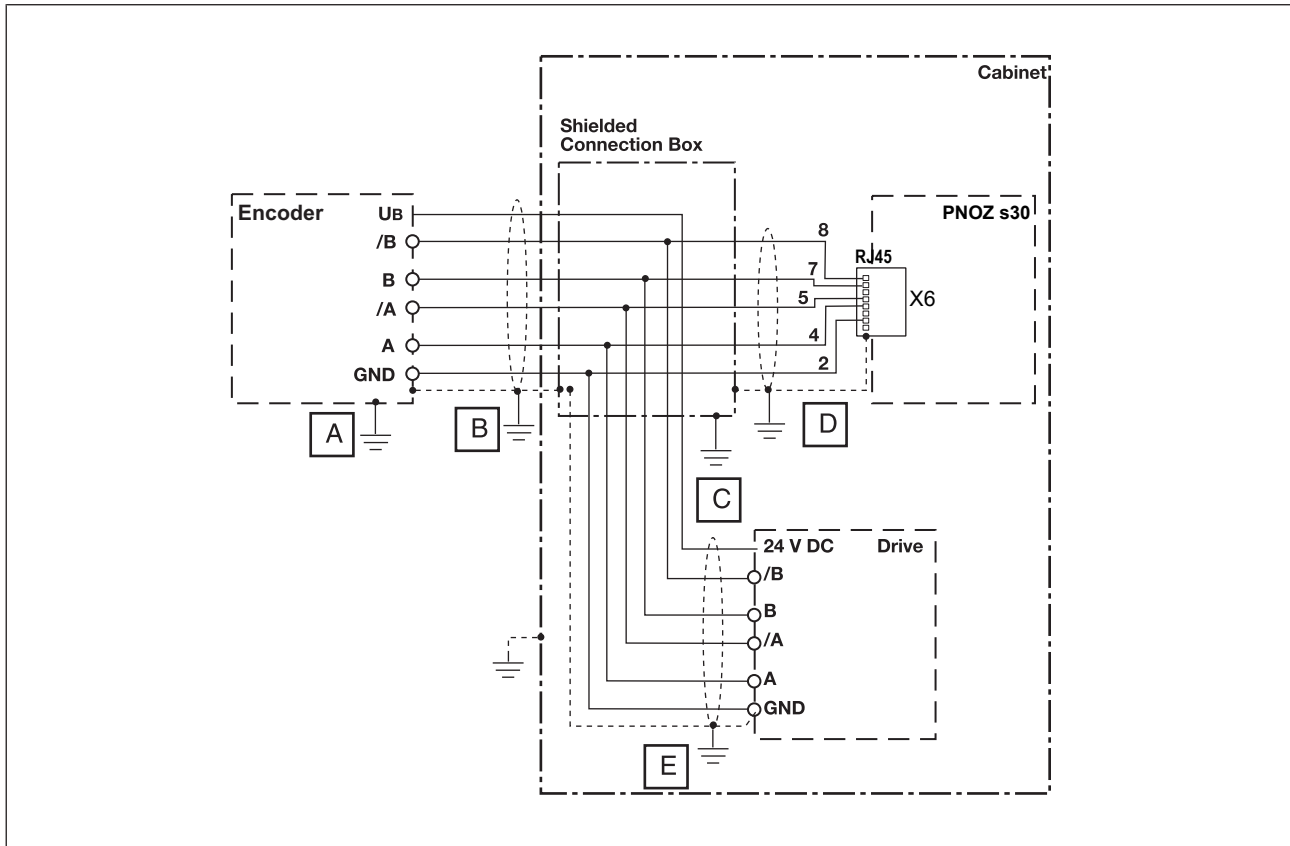 Cabinet
Shielded
Connection Box
Encoder
UB
/B
B
/A
A
GND
PNOZ s30
8
RJ45
7
5
X6
4
2
A
B
D
C
24 V DC
Drive
/B
B
/A
A
GND
E